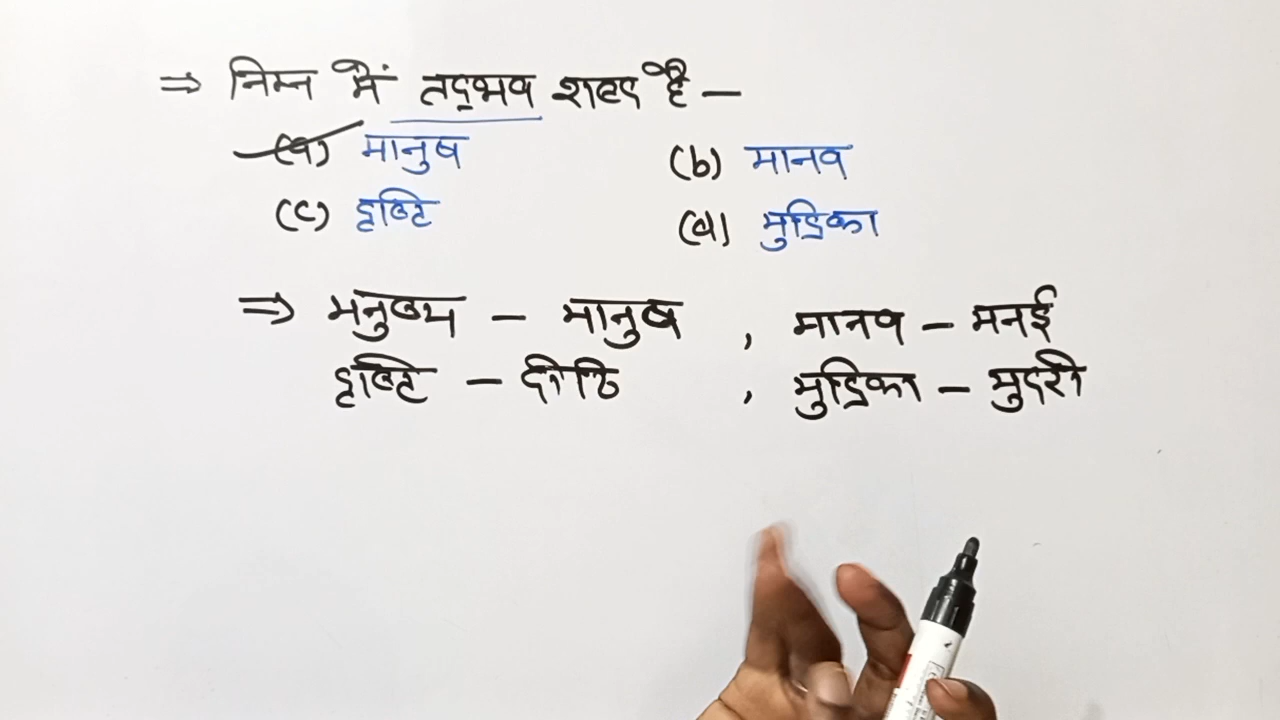 ⇒ निम्न में तद्भव शब्द है —
(a) मानुष (b) मानव
(c) दृष्टि (d) मुद्रिका
⇒ मनुष्य – मानुष , मानव – मनई
दृष्टि – दीठि , मुद्रिका – मुदरी